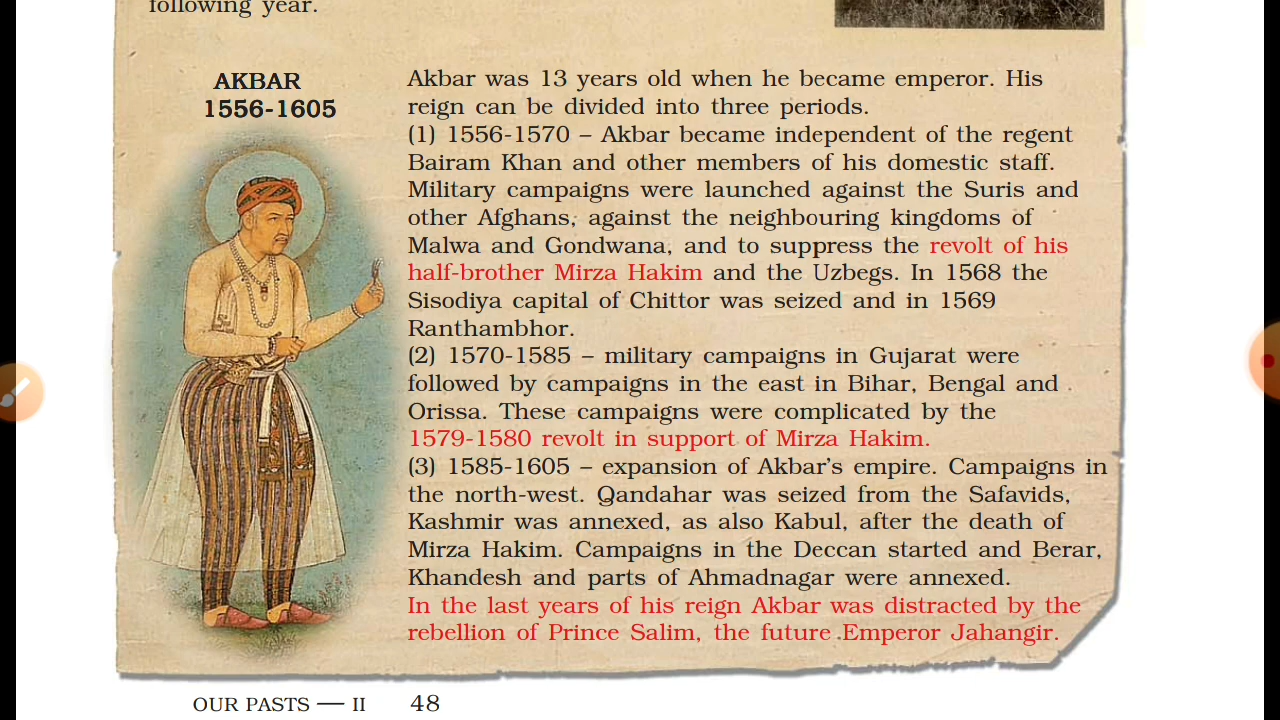 following year.
AKBAR
1556-1605
Akbar was 13 years old when he became emperor. His
reign can be divided into three periods.
(1) 1556-1570 – Akbar became independent of the regent
Bairam Khan and other members of his domestic staff.
Military campaigns were launched against the Suris and
other Afghans, against the neighbouring kingdoms of
Malwa and Gondwana, and to suppress the revolt of his
half-brother Mirza Hakim and the Uzbegs. In 1568 the
Sisodiya capital of Chittor was seized and in 1569
Ranthambhor.
(2) 1570-1585 – military campaigns in Gujarat were
followed by campaigns in the east in Bihar, Bengal and
Orissa. These campaigns were complicated by the
1579-1580 revolt in support of Mirza Hakim.
(3) 1585-1605 – expansion of Akbar's empire. Campaigns in
the north-west. Qandahar was seized from the Safavids,
Kashmir was annexed, as also Kabul, after the death of
Mirza Hakim. Campaigns in the Deccan started and Berar,
Khandesh and parts of Ahmadnagar were annexed.
In the last years of his reign Akbar was distracted by the
rebellion of Prince Salim, the future Emperor Jahangir.
OUR PASTS — II 48